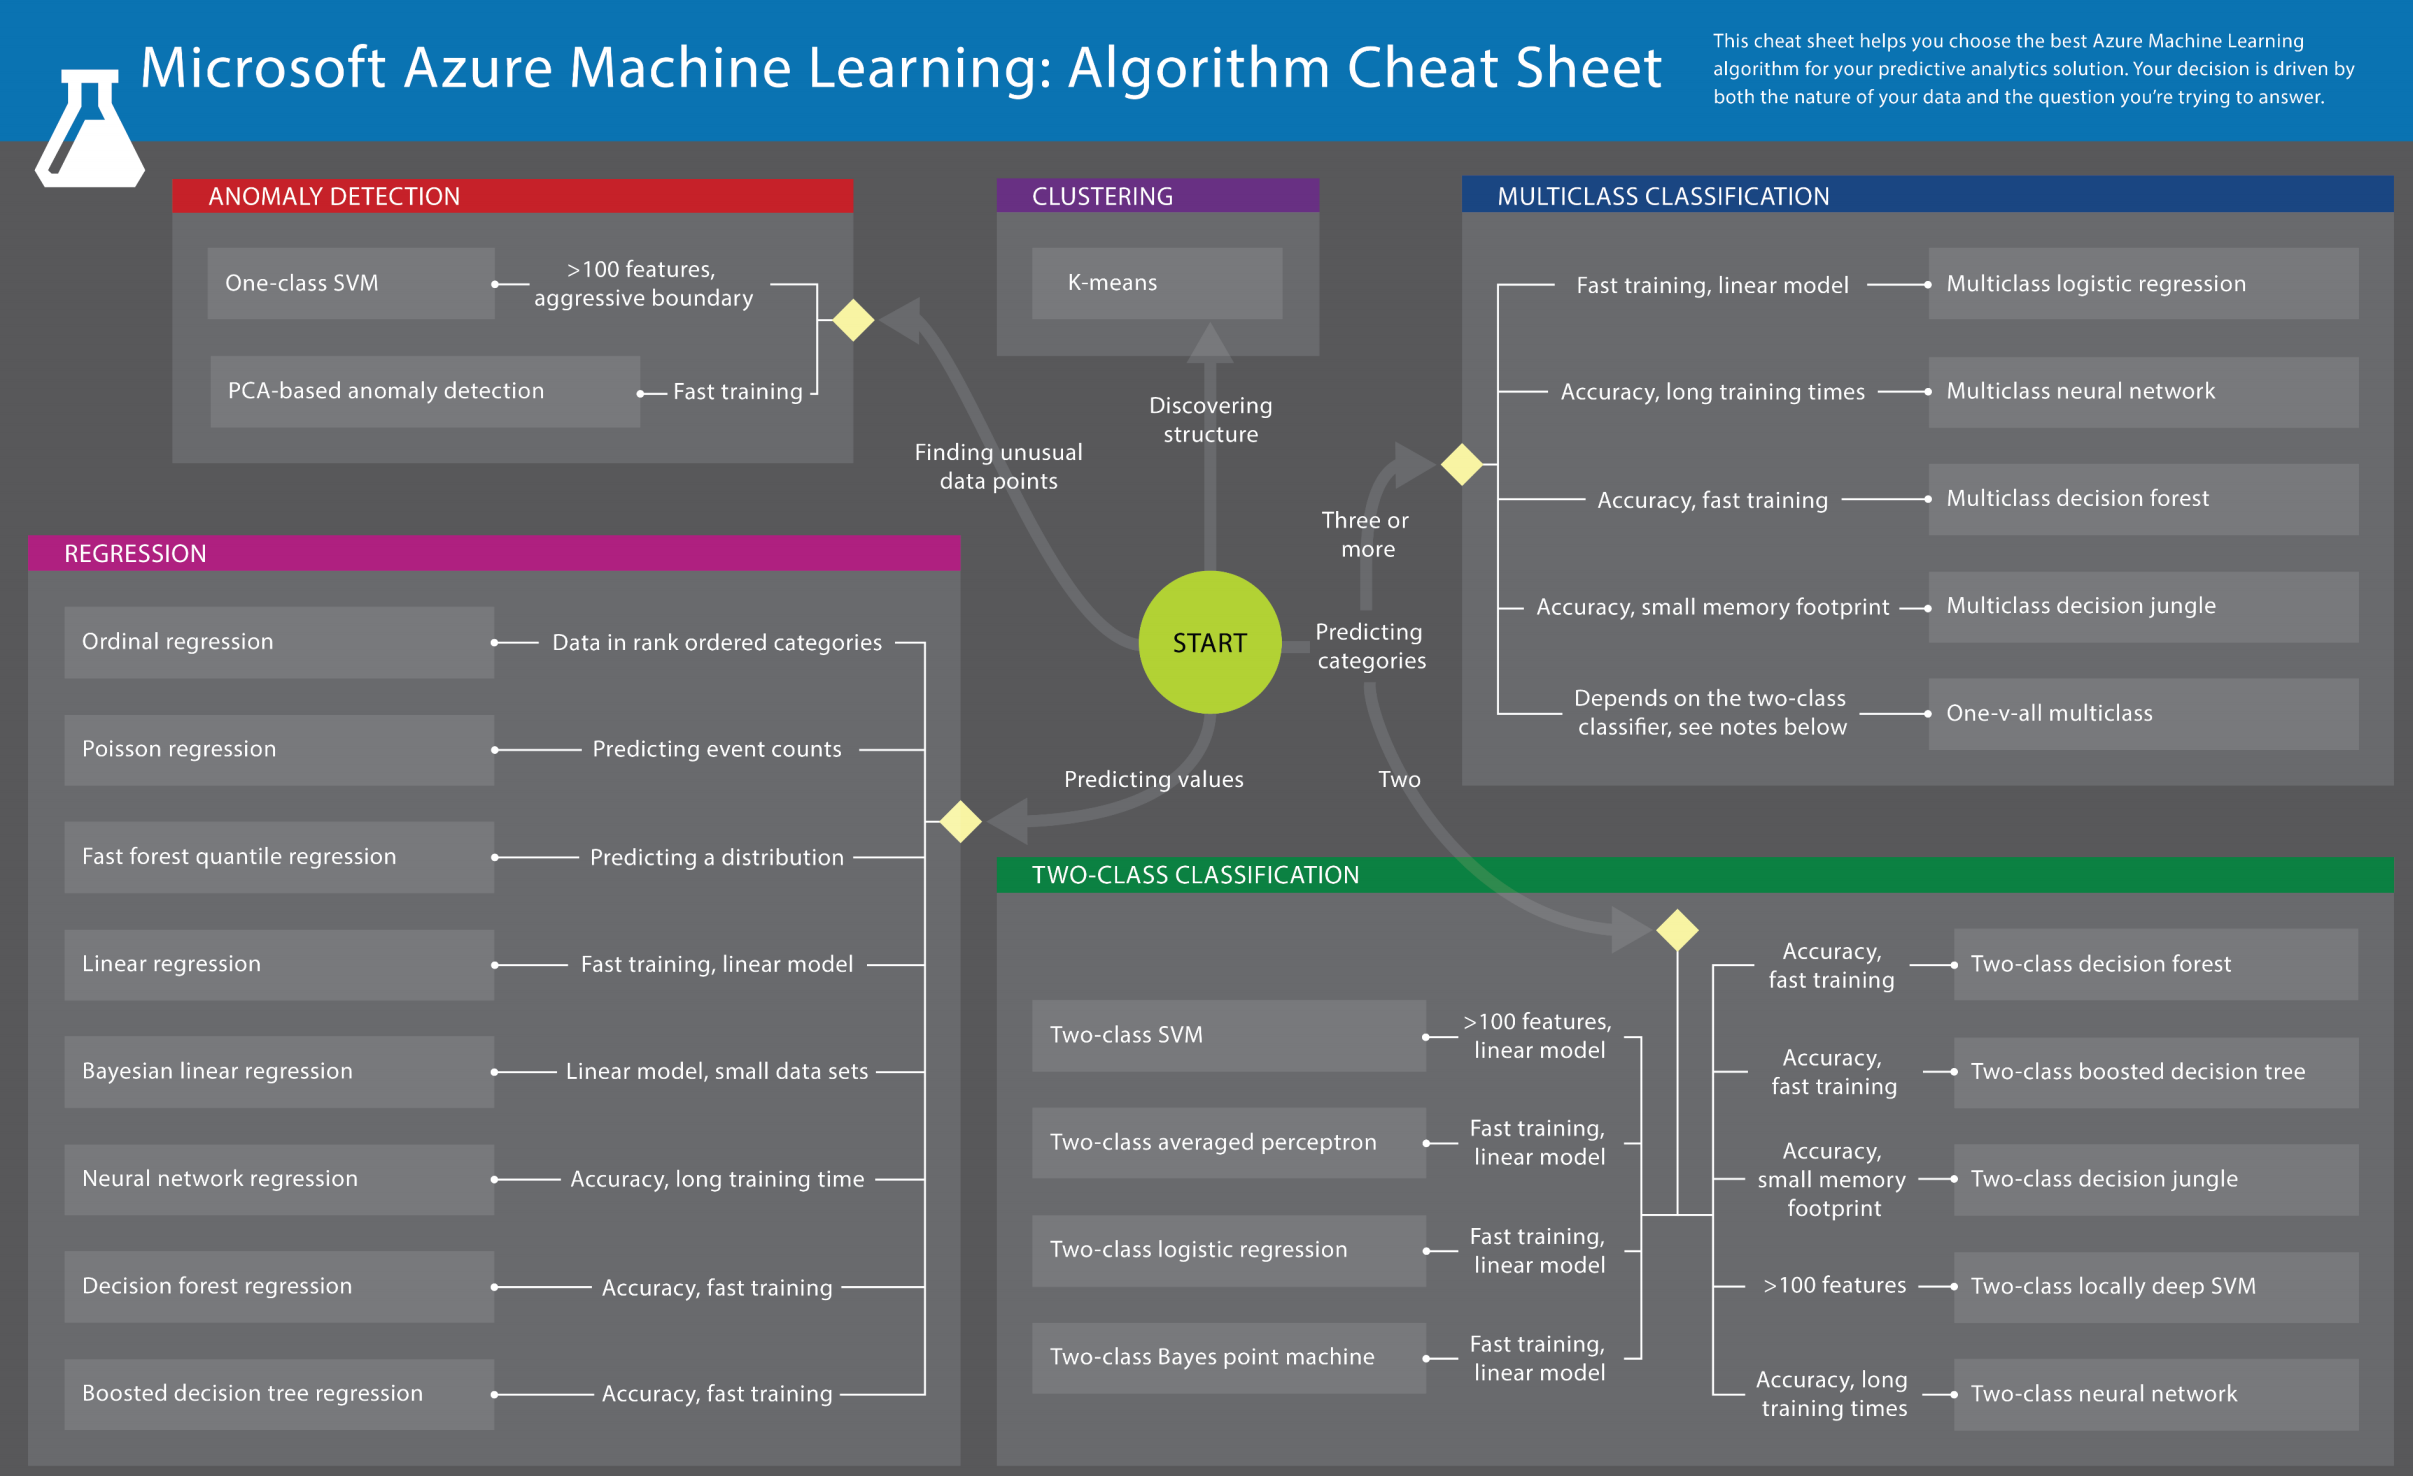 Microsoft Azure Machine Learning: Algorithm Cheat Sheet
This cheat sheet helps you choose the best Azure Machine Learning
algorithm for your predictive analytics solution. Your decision is driven by
both the nature of your data and the question you’re trying to answer.
ANOMALY DETECTION
One-class SVM
>100 features,
aggressive boundary
PCA-based anomaly detection
Fast training
CLUSTERING
K-means
Discovering
structure
Finding unusual
data points
START
Three or
more
Predicting
categories
Predicting values
Two
MULTICLASS CLASSIFICATION
Fast training, linear model
Multiclass logistic regression
Accuracy, long training times
Multiclass neural network
Accuracy, fast training
Multiclass decision forest
Accuracy, small memory footprint
Multiclass decision jungle
Depends on the two-class
classifier, see notes below
One-v-all multiclass
REGRESSION
Ordinal regression
Data in rank ordered categories
Poisson regression
Predicting event counts
Fast forest quantile regression
Predicting a distribution
Linear regression
Fast training, linear model
Bayesian linear regression
Linear model, small data sets
Neural network regression
Accuracy, long training time
Decision forest regression
Accuracy, fast training
Boosted decision tree regression
Accuracy, fast training
TWO-CLASS CLASSIFICATION
Two-class SVM
>100 features,
linear model
Two-class averaged perceptron
Fast training,
linear model
Two-class logistic regression
Fast training,
linear model
Two-class Bayes point machine
Fast training,
linear model
Accuracy,
fast training
Two-class decision forest
Accuracy,
fast training
Two-class boosted decision tree
Accuracy,
small memory
footprint
Two-class decision jungle
>100 features
Two-class locally deep SVM
Accuracy, long
training times
Two-class neural network